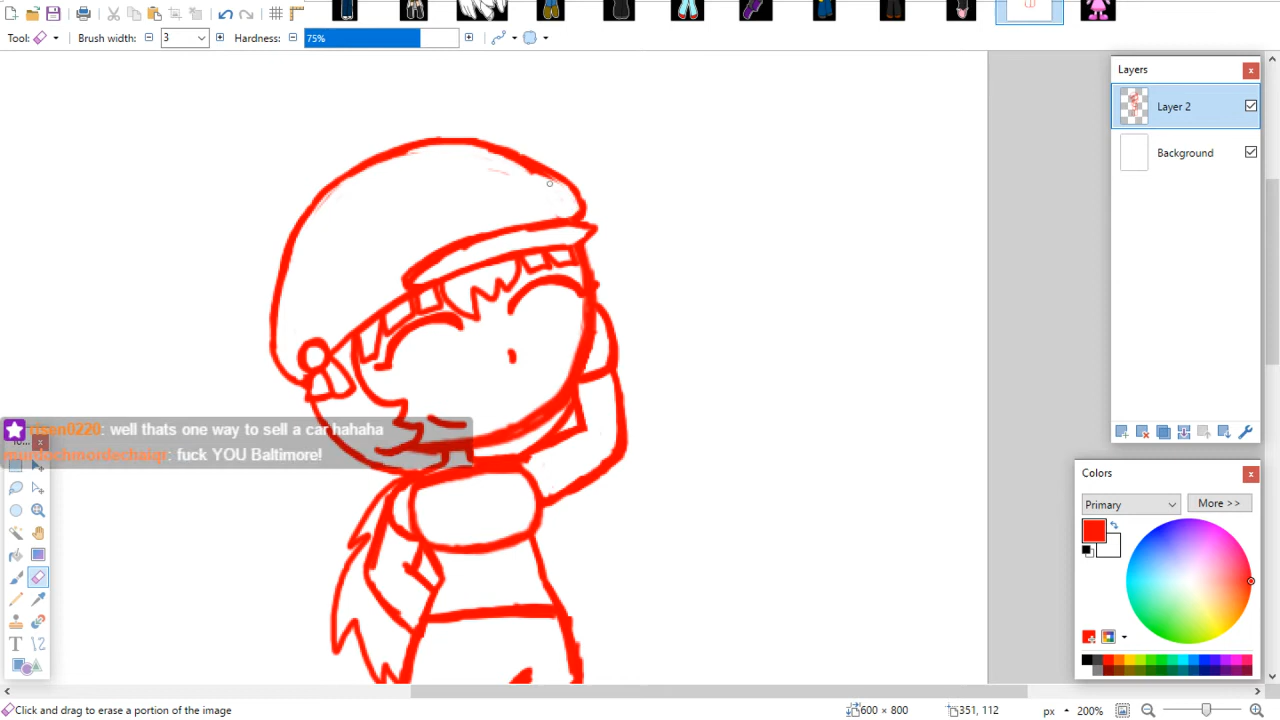 Tool:
Brush width:
3
Hardness:
75%
Layers
Layer 2
Background
risen0220: well thats one way to sell a car hahaha
fuck YOU Baltimore!
Colors
Primary
More >>
Click and drag to erase a portion of the image
600 × 800
351, 112
px
200%